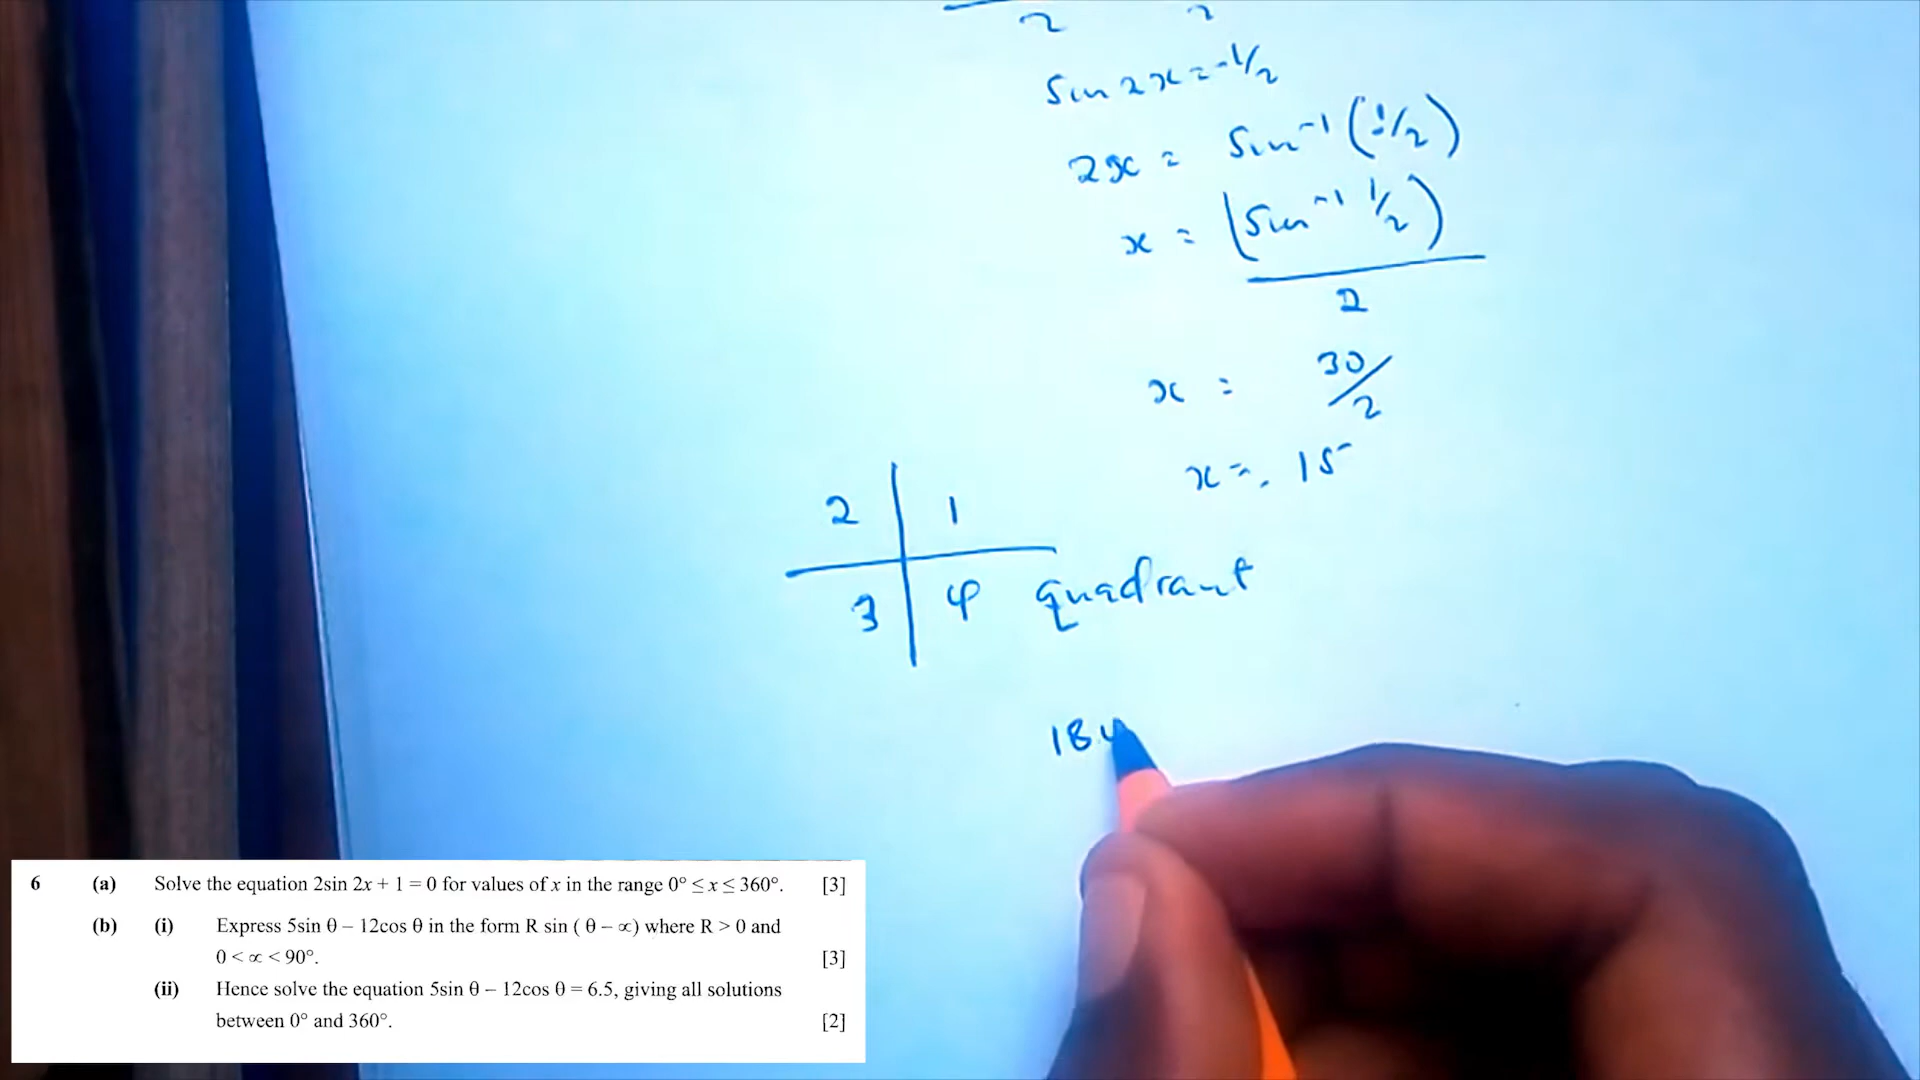 2 2
sin 2x = -1/2
2x = sin⁻¹ (1/2)
x = (sin⁻¹ 1/2)
2
x = 30/2
x = 15
2 1
3 4 quadrant
18
6 (a) Solve the equation 2sin 2x + 1 = 0 for values of x in the range 0° ≤ x ≤ 360°. [3]
(b) (i) Express 5sin θ – 12cos θ in the form R sin ( θ – ∝) where R > 0 and
0 < ∝ < 90°. [3]
(ii) Hence solve the equation 5sin θ – 12cos θ = 6.5, giving all solutions
between 0° and 360°. [2]